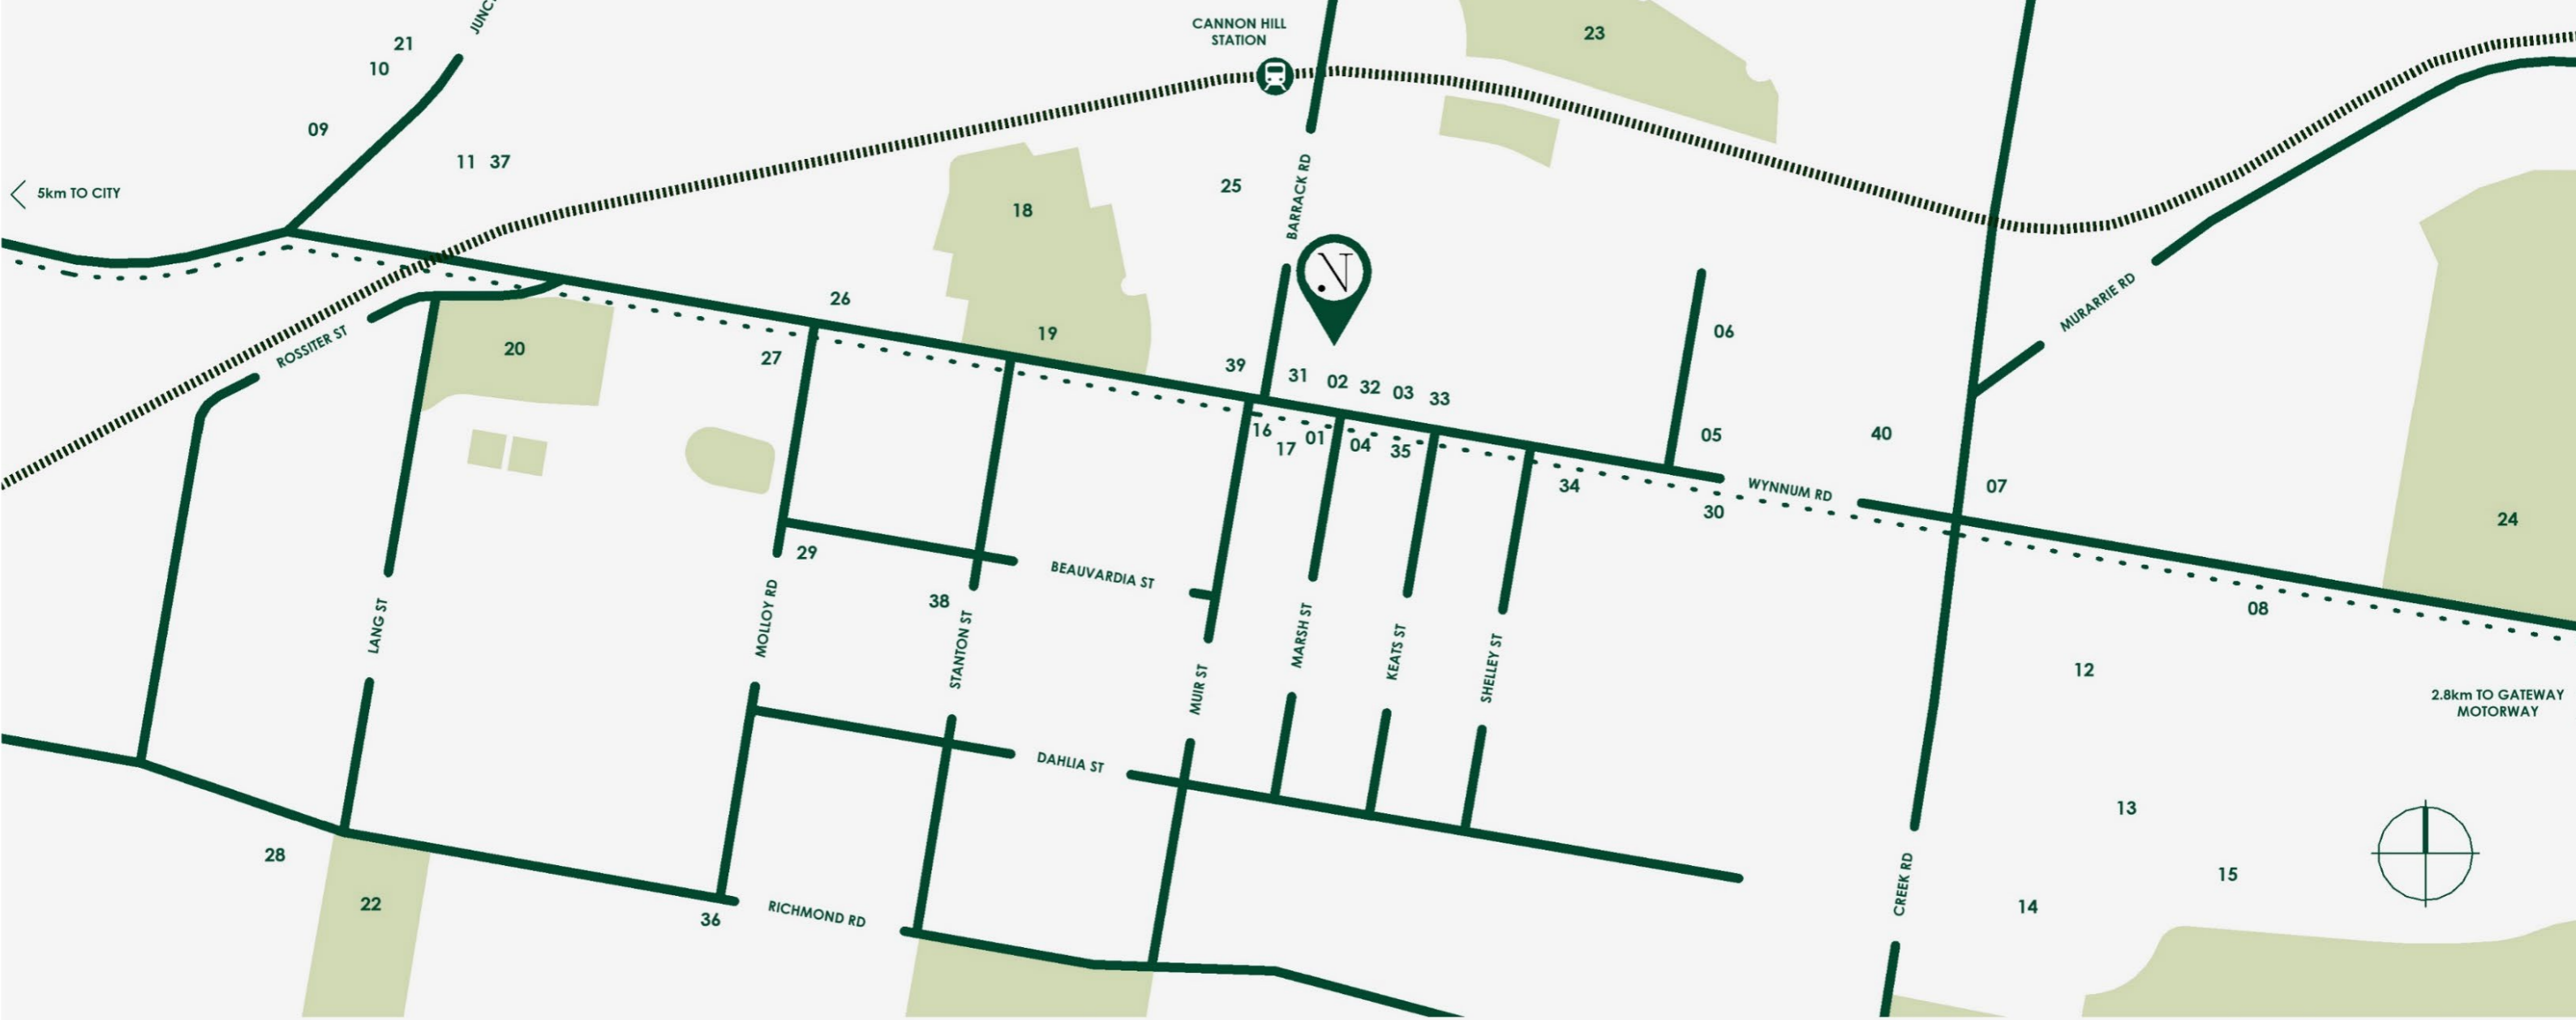 CANNON HILL
STATION
23
21
10
09
11 37
5km TO CITY
18
25
BARRACK RD
.N
26
19
20
ROSSITER ST
27
39
31 02 32 03 33
06
MURARRIE RD
16 17 01 04 35
05
40
34
30
WYNNUM RD
07
24
29
BEAUVARDIA ST
38
08
LANG ST
MOLLOY RD
STANTON ST
MUIR ST
MARSH ST
KEATS ST
SHELLEY ST
12
2.8km TO GATEWAY
MOTORWAY
DAHLIA ST
13
28
22
36
RICHMOND RD
CREEK RD
15
14